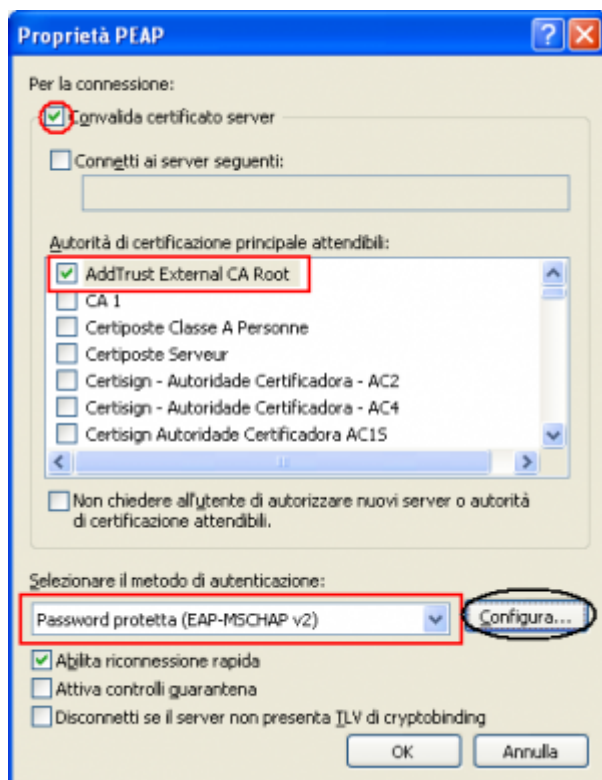 Proprietà PEAP
Per la connessione:
Convalida certificato server
Connetti ai server seguenti:
Autorità di certificazione principale attendibili:
AddTrust External CA Root
CA 1
Certiposte Classe A Personne
Certiposte Serveur
Certisign - Autoridade Certificadora - AC2
Certisign - Autoridade Certificadora - AC4
Certisign Autoridade Certificadora AC1S
Non chiedere all'utente di autorizzare nuovi server o autorità
di certificazione attendibili.
Selezionare il metodo di autenticazione:
Password protetta (EAP-MSCHAP v2)
Configura...
Abilita riconnessione rapida
Attiva controlli quarantena
Disconnetti se il server non presenta TLV di cryptobinding
OK
Annulla